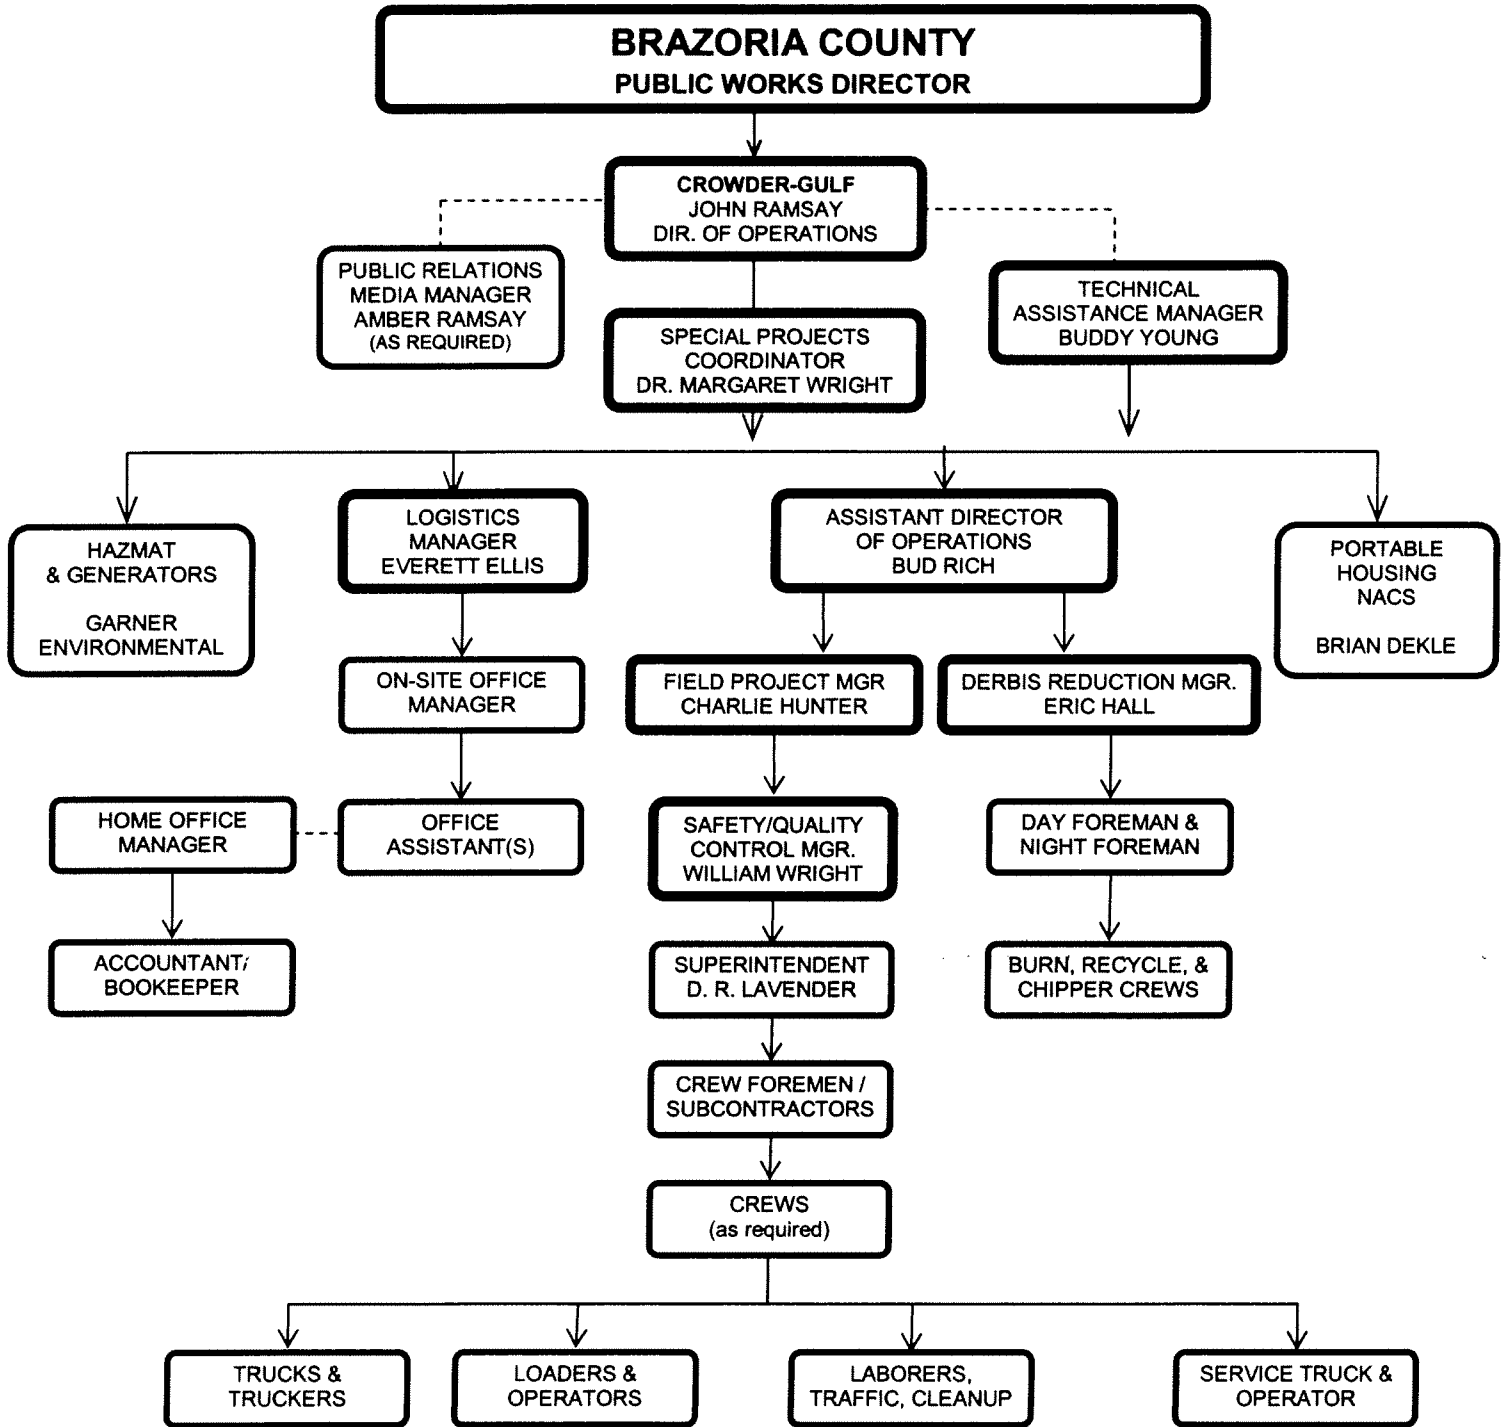 BRAZORIA COUNTY
PUBLIC WORKS DIRECTOR
CROWDER-GULF
JOHN RAMSAY
DIR. OF OPERATIONS
PUBLIC RELATIONS
MEDIA MANAGER
AMBER RAMSAY
(AS REQUIRED)
TECHNICAL
ASSISTANCE MANAGER
BUDDY YOUNG
SPECIAL PROJECTS
COORDINATOR
DR. MARGARET WRIGHT
HAZMAT
& GENERATORS
GARNER
ENVIRONMENTAL
LOGISTICS
MANAGER
EVERETT ELLIS
ASSISTANT DIRECTOR
OF OPERATIONS
BUD RICH
PORTABLE
HOUSING
NACS
BRIAN DEKLE
ON-SITE OFFICE
MANAGER
FIELD PROJECT MGR
CHARLIE HUNTER
DERBIS REDUCTION MGR.
ERIC HALL
HOME OFFICE
MANAGER
OFFICE
ASSISTANT(S)
SAFETY/QUALITY
CONTROL MGR.
WILLIAM WRIGHT
DAY FOREMAN &
NIGHT FOREMAN
ACCOUNTANT/
BOOKEEPER
SUPERINTENDENT
D. R. LAVENDER
BURN, RECYCLE, &
CHIPPER CREWS
CREW FOREMEN /
SUBCONTRACTORS
CREWS
(as required)
TRUCKS &
TRUCKERS
LOADERS &
OPERATORS
LABORERS,
TRAFFIC, CLEANUP
SERVICE TRUCK &
OPERATOR